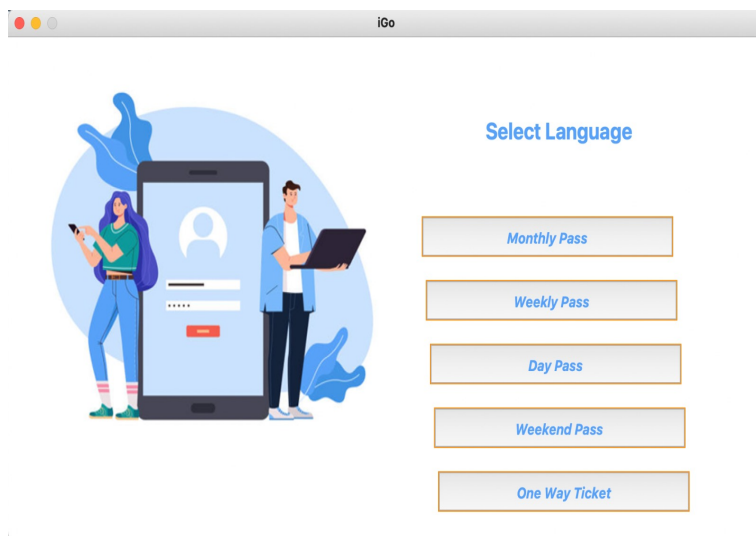 iGo
Select Language
Monthly Pass
Weekly Pass
Day Pass
Weekend Pass
One Way Ticket